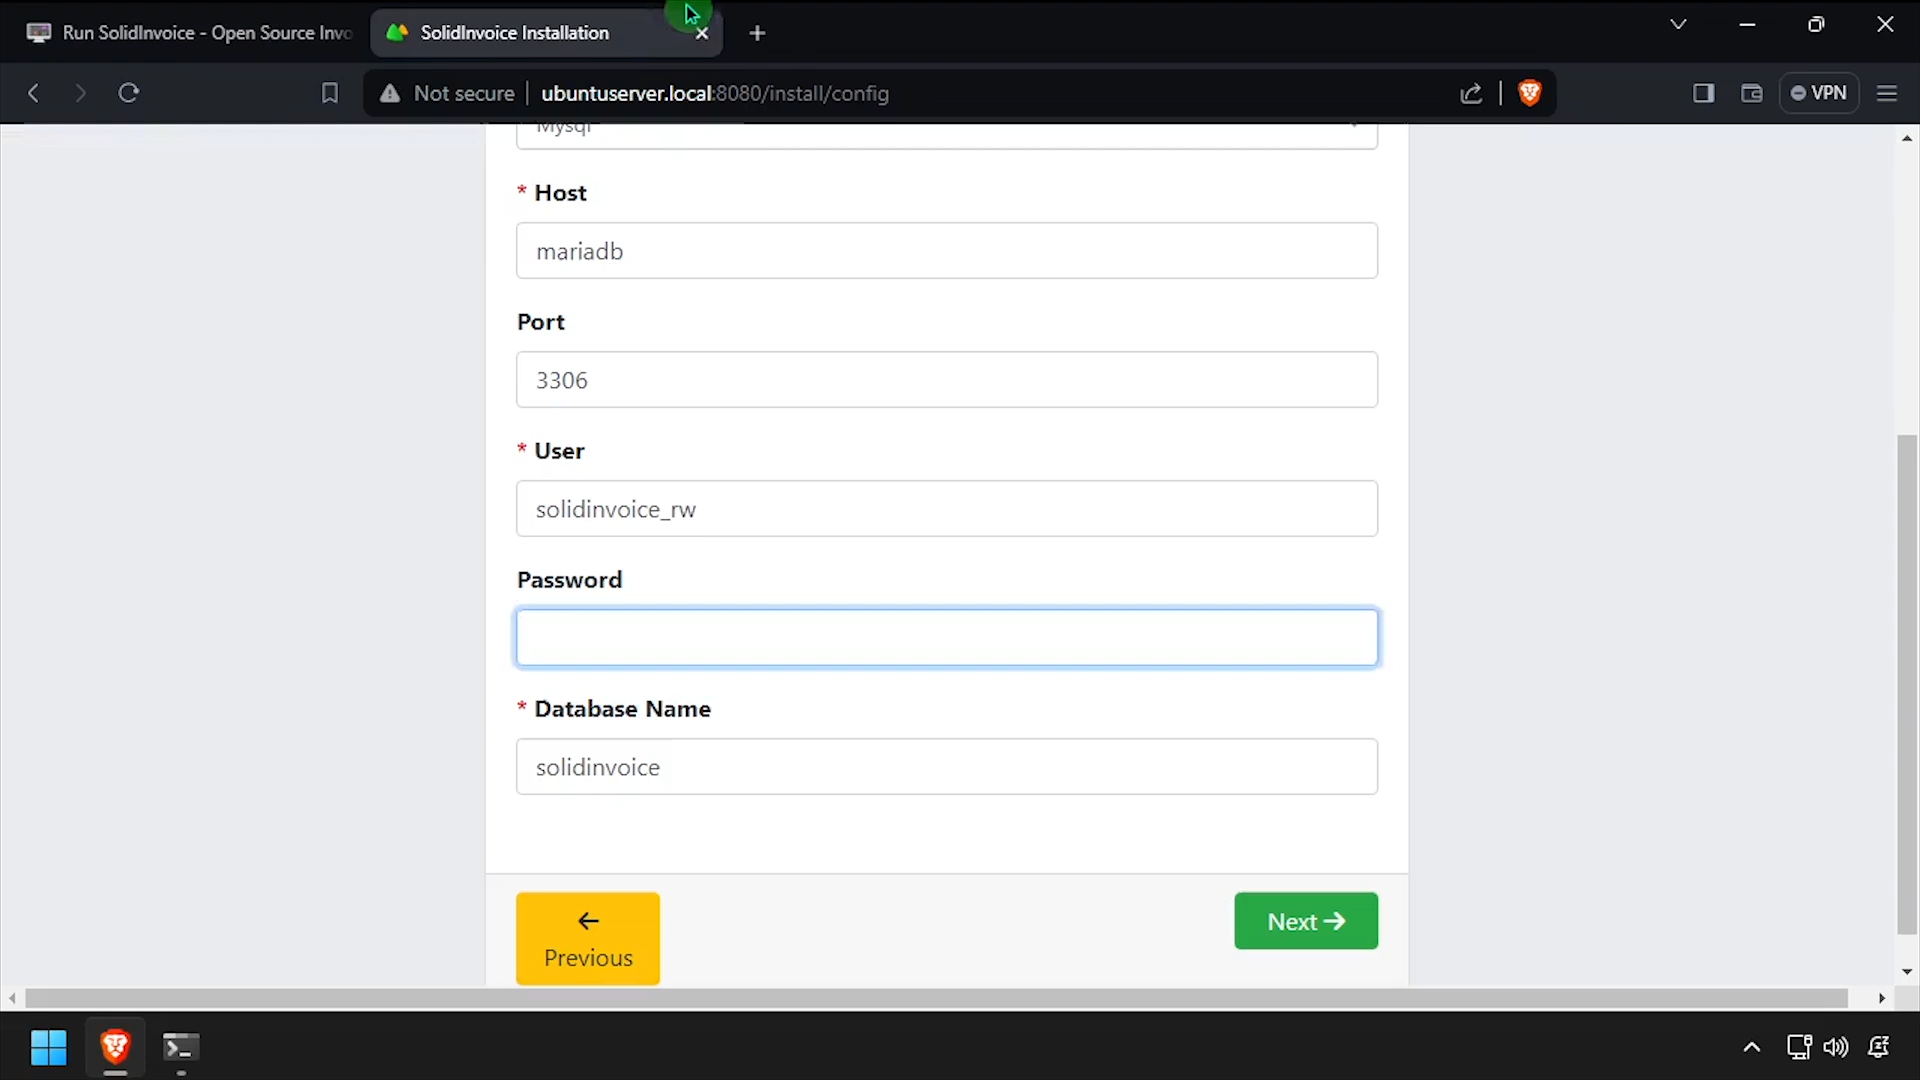 Run SolidInvoice - Open Source Invo
SolidInvoice Installation
Not secure
ubuntuserver.local:8080/install/config
VPN
Mysql
* Host
mariadb
Port
3306
* User
solidinvoice_rw
Password
* Database Name
solidinvoice
Previous
Next